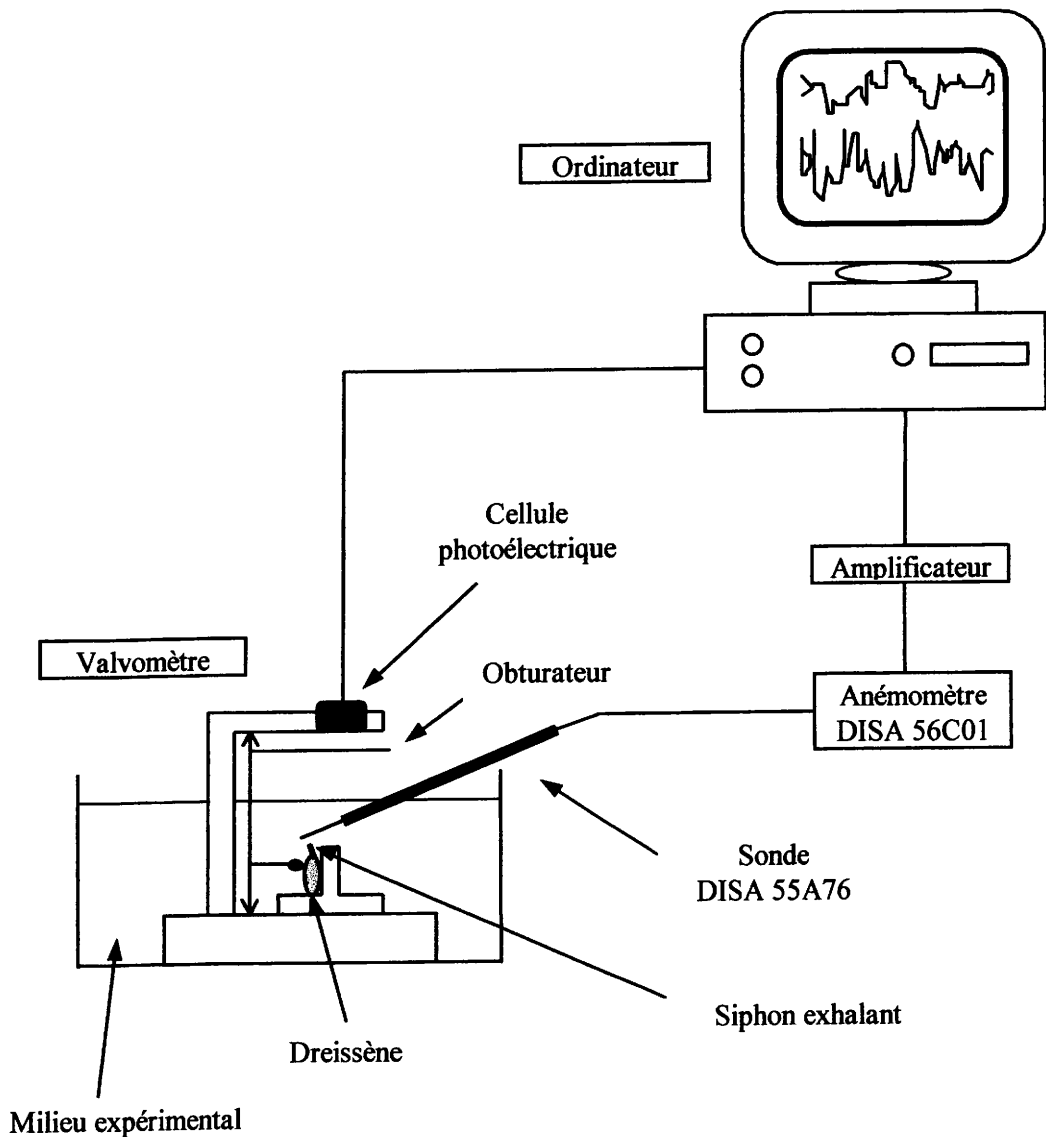 Ordinateur
Cellule
photoélectrique
Amplificateur
Valvomètre
Obturateur
Anémomètre
DISA 56C01
Sonde
DISA 55A76
Siphon exhalant
Dreissène
Milieu expérimental